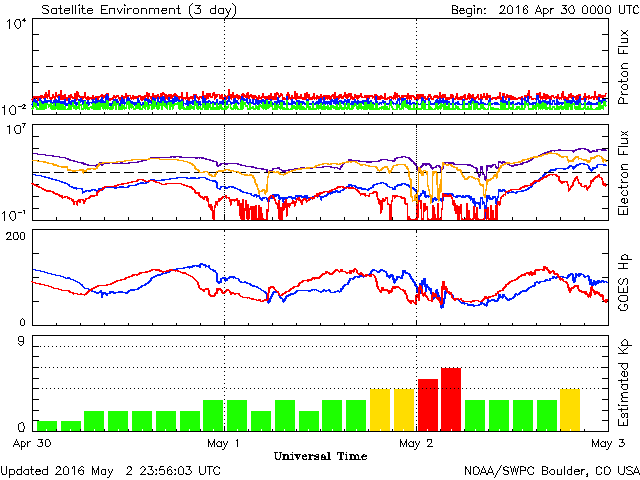 Satellite Environment (3 day) Begin: 2016 Apr 30 0000 UTC
10⁴
10⁻²
Proton Flux
10⁷
10⁻¹
Electron Flux
200
0
GOES Hp
9
0
Estimated Kp
Apr 30 May 1 May 2 May 3
Universal Time
Updated 2016 May 2 23:56:03 UTC NOAA/SWPC Boulder, CO USA